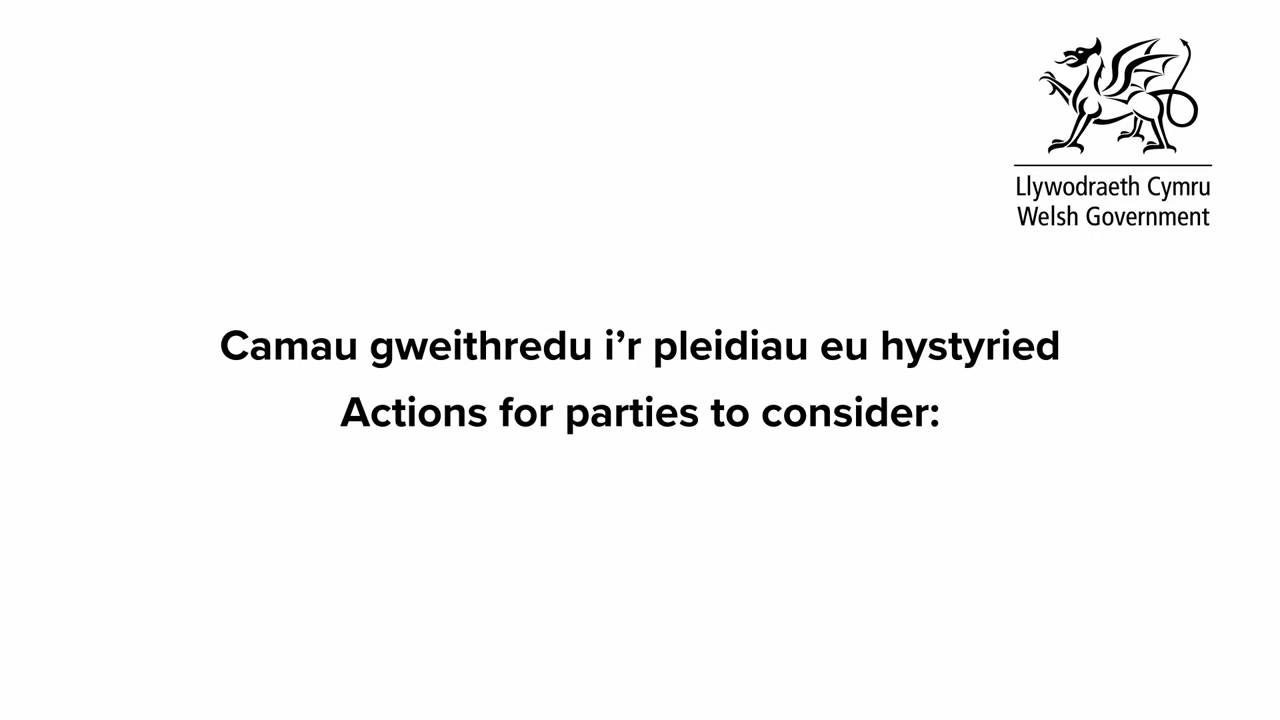 Llywodraeth Cymru
Welsh Government
Camau gweithredu i’r pleidiau eu hystyried
Actions for parties to consider: